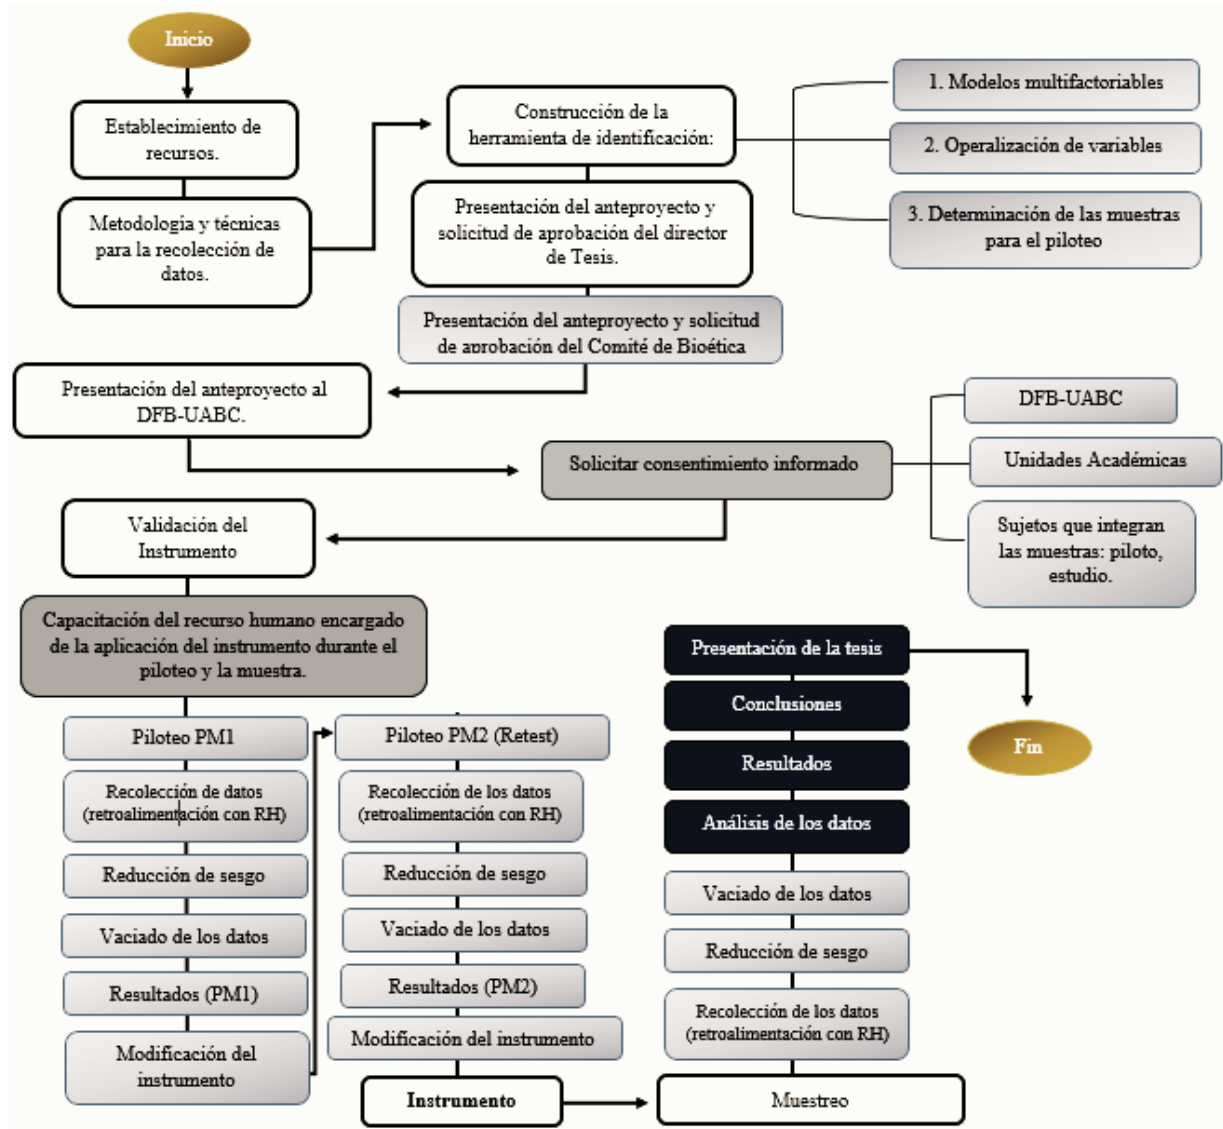 Inicio
Establecimiento de
recursos.
Metodología y técnicas
para la recolección de
datos.
Construcción de la
herramienta de identificación:
1. Modelos multifactoriables
2. Operalización de variables
3. Determinación de las muestras
para el piloteo
Presentación del anteproyecto y
solicitud de aprobación del director
de Tesis.
Presentación del anteproyecto y solicitud
de aprobación del Comité de Bioética
Presentación del anteproyecto al
DFB-UABC.
Solicitar consentimiento informado
DFB-UABC
Unidades Académicas
Sujetos que integran
las muestras: piloto,
estudio.
Validación del
Instrumento
Capacitación del recurso humano encargado
de la aplicación del instrumento durante el
piloteo y la muestra.
Piloteo PM1
Recolección de datos
(retroalimentación con RH)
Reducción de sesgo
Vaciado de los datos
Resultados (PM1)
Modificación del
instrumento
Piloteo PM2 (Retest)
Recolección de los datos
(retroalimentación con RH)
Reducción de sesgo
Vaciado de los datos
Resultados (PM2)
Modificación del instrumento
Instrumento
Muestreo
Recolección de los datos
(retroalimentación con RH)
Reducción de sesgo
Vaciado de los datos
Análisis de los datos
Resultados
Conclusiones
Presentación de la tesis
Fin